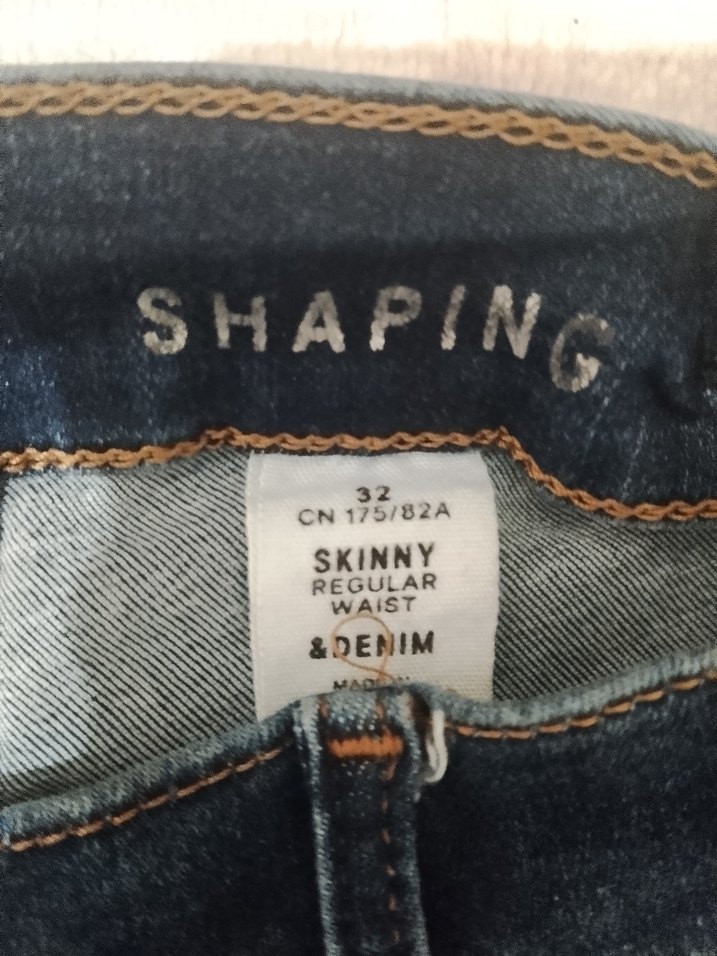 SHAPING
32
CN 175/82A
SKINNY
REGULAR
WAIST
&DENIM